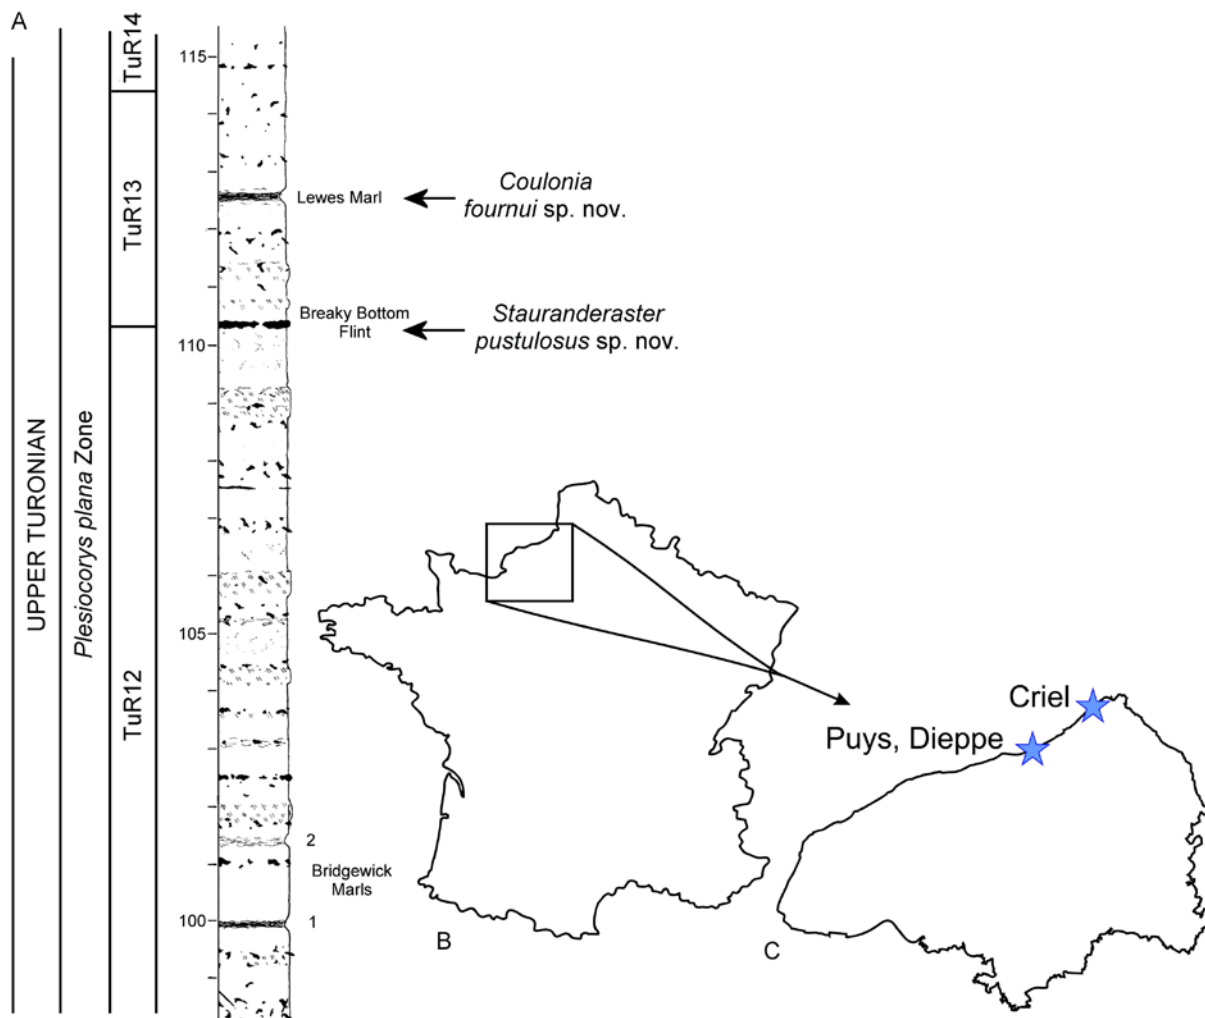 A
UPPER TURONIAN
Plesiocorys plana Zone
TuR14
TuR13
TuR12
115
110
105
100
Lewes Marl
Coulonia
fournui sp. nov.
Breaky Bottom
Flint
Stauranderaster
pustulosus sp. nov.
2
Bridgewick
Marls
1
B
Criel
Puys, Dieppe
C